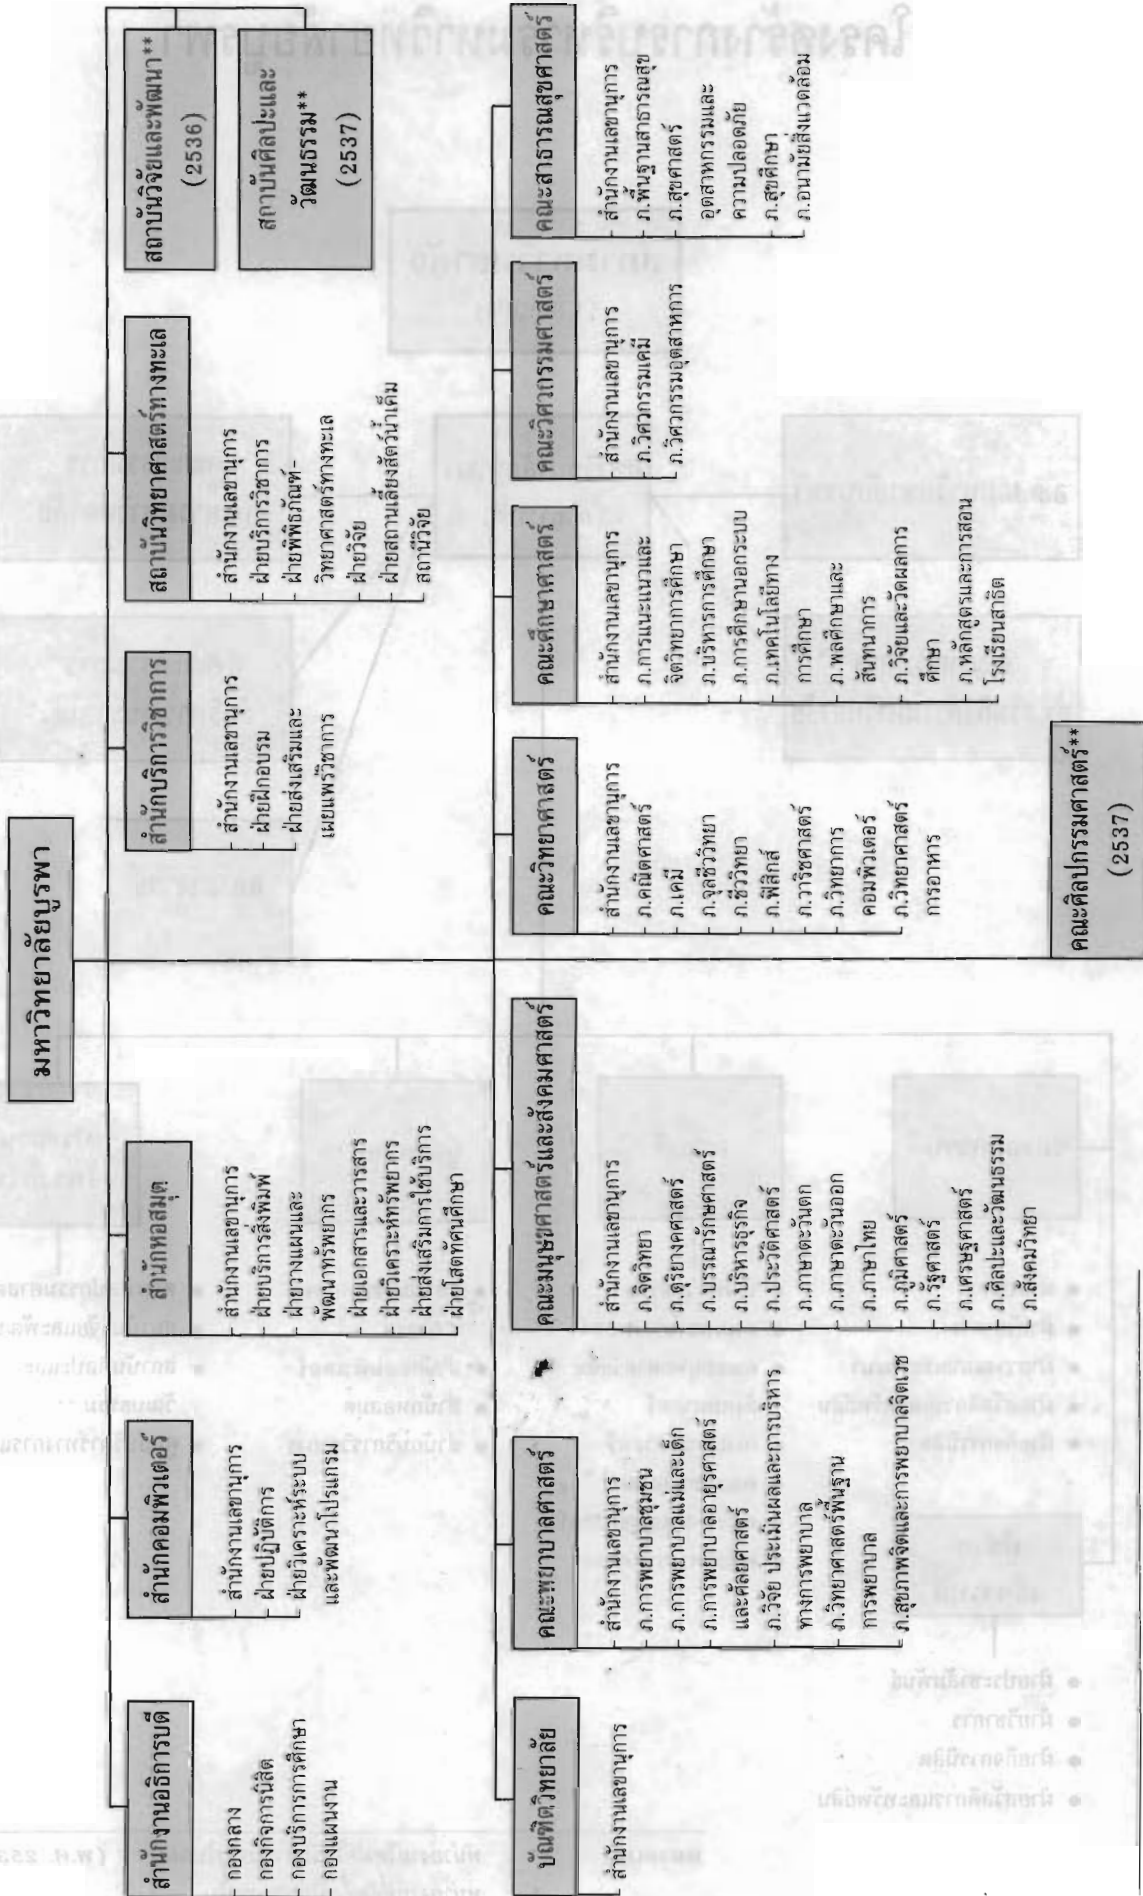 มหาวิทยาลัยบูรพา
สำนักงานอธิการบดี
กองกลาง
กองกิจการนิสิต
กองบริการการศึกษา
กองแผนงาน
สำนักคอมพิวเตอร์
สำนักงานเลขานุการ
ฝ่ายปฏิบัติการ
ฝ่ายวิเคราะห์ระบบ
และพัฒนาโปรแกรม
สำนักหอสมุด
สำนักงานเลขานุการ
ฝ่ายบริการสิ่งพิมพ์
ฝ่ายวางแผนและ
พัฒนาทรัพยากร
ฝ่ายเอกสารและวารสาร
ฝ่ายวิเคราะห์ทรัพยากร
ฝ่ายส่งเสริมการใช้บริการ
ฝ่ายโสตทัศนศึกษา
สำนักบริการวิชาการ
สำนักงานเลขานุการ
ฝ่ายฝึกอบรม
ฝ่ายส่งเสริมและ
เผยแพร่วิชาการ
สถาบันวิทยาศาสตร์ทางทะเล
สำนักงานเลขานุการ
ฝ่ายบริการวิชาการ
ฝ่ายพิพิธภัณฑ์-
วิทยาศาสตร์ทางทะเล
ฝ่ายวิจัย
ฝ่ายสถานเลี้ยงสัตว์น้ำเค็ม
สถานีวิจัย
สถาบันวิจัยและพัฒนา**
(2536)
สถาบันศิลปะและ
วัฒนธรรม**
(2537)
บัณฑิตวิทยาลัย
สำนักงานเลขานุการ
คณะพยาบาลศาสตร์
สำนักงานเลขานุการ
ภ.การพยาบาลชุมชน
ภ.การพยาบาลแม่และเด็ก
ภ.การพยาบาลอายุรศาสตร์
และศัลยศาสตร์
ภ.วิจัย ประเมินผลและการบริหาร
ทางการพยาบาล
ภ.วิทยาศาสตร์พื้นฐาน
การพยาบาล
ภ.สุขภาพจิตและการพยาบาลจิตเวช
คณะมนุษยศาสตร์และสังคมศาสตร์
สำนักงานเลขานุการ
ภ.จิตวิทยา
ภ.ดุริยางคศาสตร์
ภ.บรรณารักษศาสตร์
ภ.บริหารธุรกิจ
ภ.ประวัติศาสตร์
ภ.ภาษาตะวันตก
ภ.ภาษาตะวันออก
ภ.ภาษาไทย
ภ.ภูมิศาสตร์
ภ.รัฐศาสตร์
ภ.เศรษฐศาสตร์
ภ.ศิลปะและวัฒนธรรม
ภ.สังคมวิทยา
คณะวิทยาศาสตร์
สำนักงานเลขานุการ
ภ.คณิตศาสตร์
ภ.เคมี
ภ.จุลชีววิทยา
ภ.ชีววิทยา
ภ.ฟิสิกส์
ภ.วาริชศาสตร์
ภ.วิทยาการ
คอมพิวเตอร์
ภ.วิทยาศาสตร์
การอาหาร
คณะศึกษาศาสตร์
สำนักงานเลขานุการ
ภ.การแนะแนวและ
จิตวิทยาการศึกษา
ภ.บริหารการศึกษา
ภ.การศึกษานอกระบบ
ภ.เทคโนโลยีทาง
การศึกษา
ภ.พลศึกษาและ
สันทนาการ
ภ.วิจัยและวัดผลการ
ศึกษา
ภ.หลักสูตรและการสอน
โรงเรียนสาธิต
คณะวิศวกรรมศาสตร์
สำนักงานเลขานุการ
ภ.วิศวกรรมเคมี
ภ.วิศวกรรมอุตสาหการ
คณะสาธารณสุขศาสตร์
สำนักงานเลขานุการ
ภ.พื้นฐานสาธารณสุข
ภ.สุขศาสตร์
อุตสาหกรรมและ
ความปลอดภัย
ภ.สุขศึกษา
ภ.อนามัยสิ่งแวดล้อม
คณะศิลปกรรมศาสตร์**
(2537)